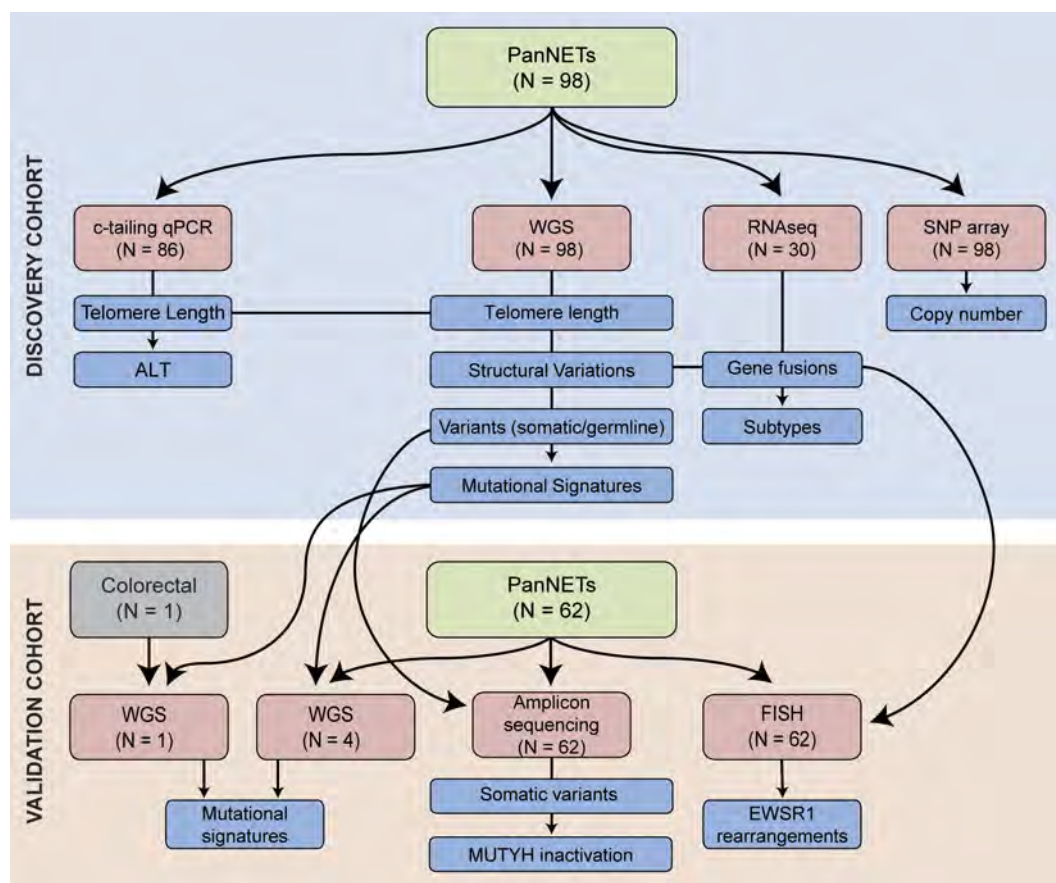 DISCOVERY COHORT
PanNETs
(N = 98)
c-tailing qPCR
(N = 86)
WGS
(N = 98)
RNAseq
(N = 30)
SNP array
(N = 98)
Telomere Length
Telomere length
Copy number
ALT
Structural Variations
Gene fusions
Variants (somatic/germline)
Subtypes
Mutational Signatures
VALIDATION COHORT
Colorectal
(N = 1)
PanNETs
(N = 62)
WGS
(N = 1)
WGS
(N = 4)
Amplicon
sequencing
(N = 62)
FISH
(N = 62)
Mutational
signatures
Somatic variants
EWSR1
rearrangements
MUTYH inactivation